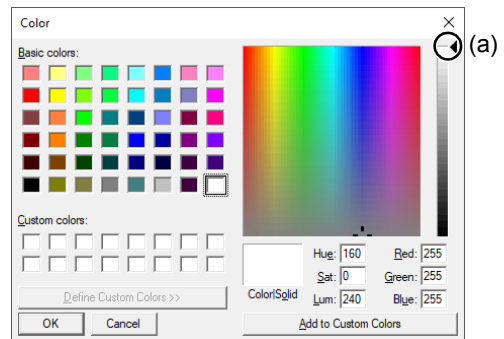 Color
(a)
Basic colors:
Custom colors:
Define Custom Colors >>
OK
Cancel
Color|Solid
Hue: 160
Sat: 0
Lum: 240
Red: 255
Green: 255
Blue: 255
Add to Custom Colors